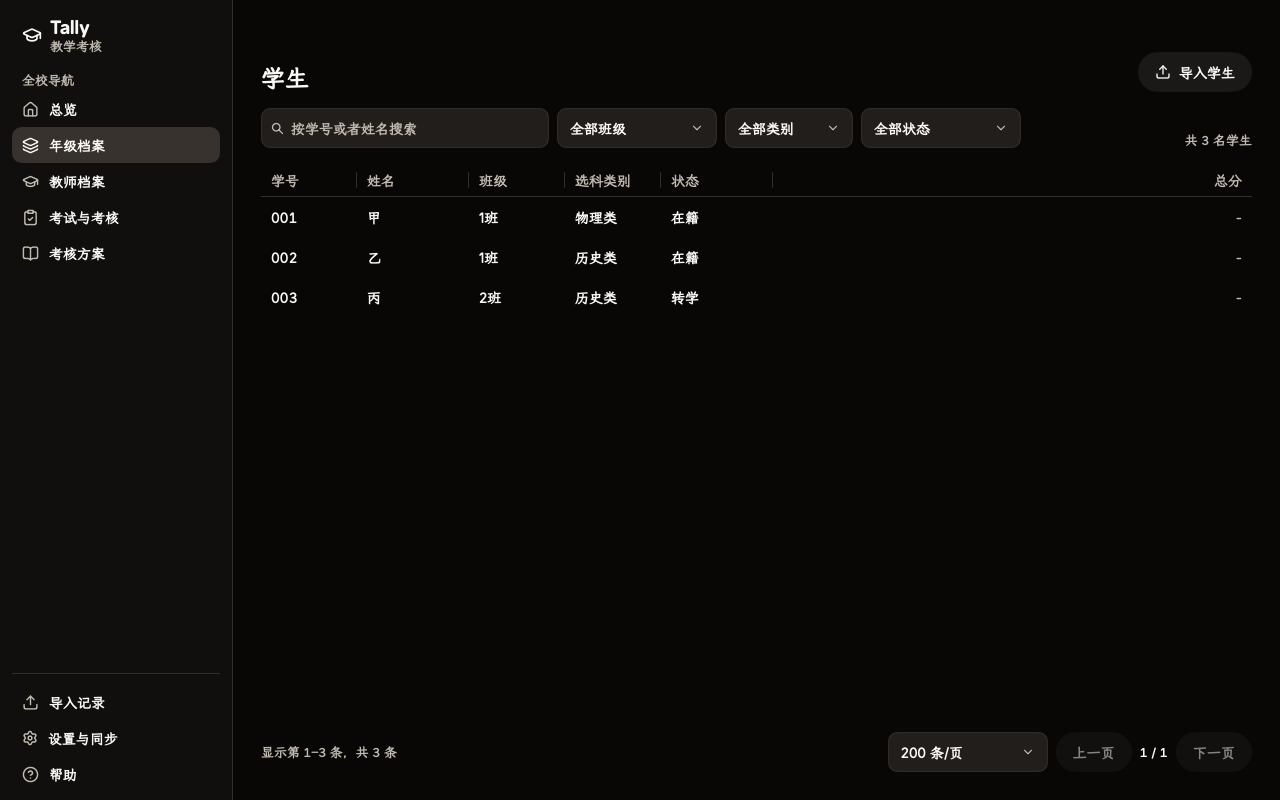 Tally
教学考核
全校导航
总览
年级档案
教师档案
考试与考核
考核方案
导入记录
设置与同步
帮助
学生
导入学生
按学号或者姓名搜索
全部班级
全部类别
全部状态
共 3 名学生
学号 姓名 班级 选科类别 状态 总分
001 甲 1班 物理类 在籍 -
002 乙 1班 历史类 在籍 -
003 丙 2班 历史类 转学 -
显示第 1–3 条，共 3 条
200 条/页
上一页
1 / 1
下一页